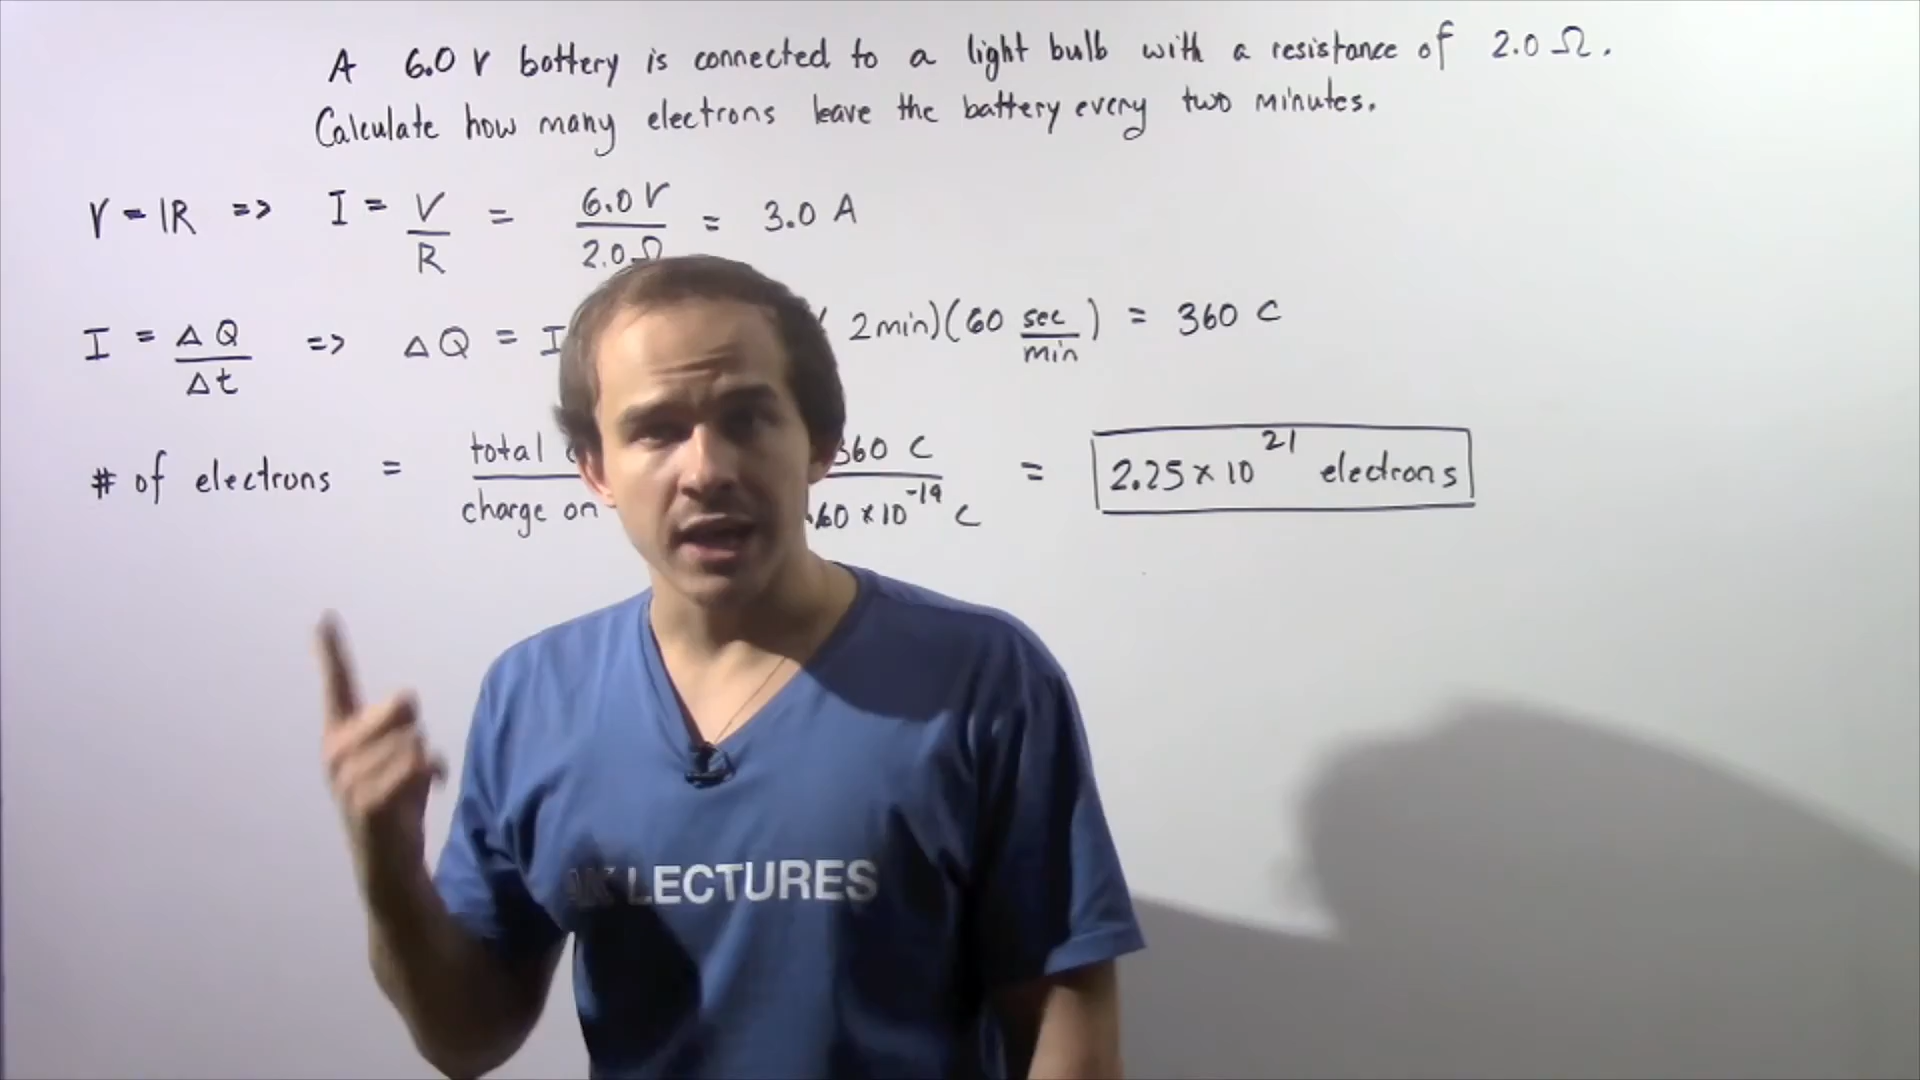 A 6.0 V battery is connected to a light bulb with a resistance of 2.0 Ω.
Calculate how many electrons leave the battery every two minutes.
V = IR => I = V/R = 6.0 V/2.0 Ω = 3.0 A
I = ΔQ/Δt => ΔQ = I 2min)(60 sec/min) = 360 C
# of electrons = total / charge on 360 C / .60 × 10^-19 C = 2.25 × 10^21 electrons
AK LECTURES